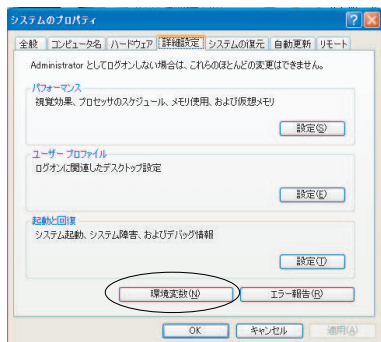 システムのプロパティ
全般 コンピュータ名 ハードウェア 詳細設定 システムの復元 自動更新 リモート
Administrator としてログオンしない場合は、これらのほとんどの変更はできません。
パフォーマンス
視覚効果、プロセッサのスケジュール、メモリ使用、および仮想メモリ
設定(S)
ユーザー プロファイル
ログオンに関連したデスクトップ設定
設定(E)
起動と回復
システム起動、システム障害、およびデバッグ情報
設定(T)
環境変数(N) エラー報告(R)
OK キャンセル 適用(A)